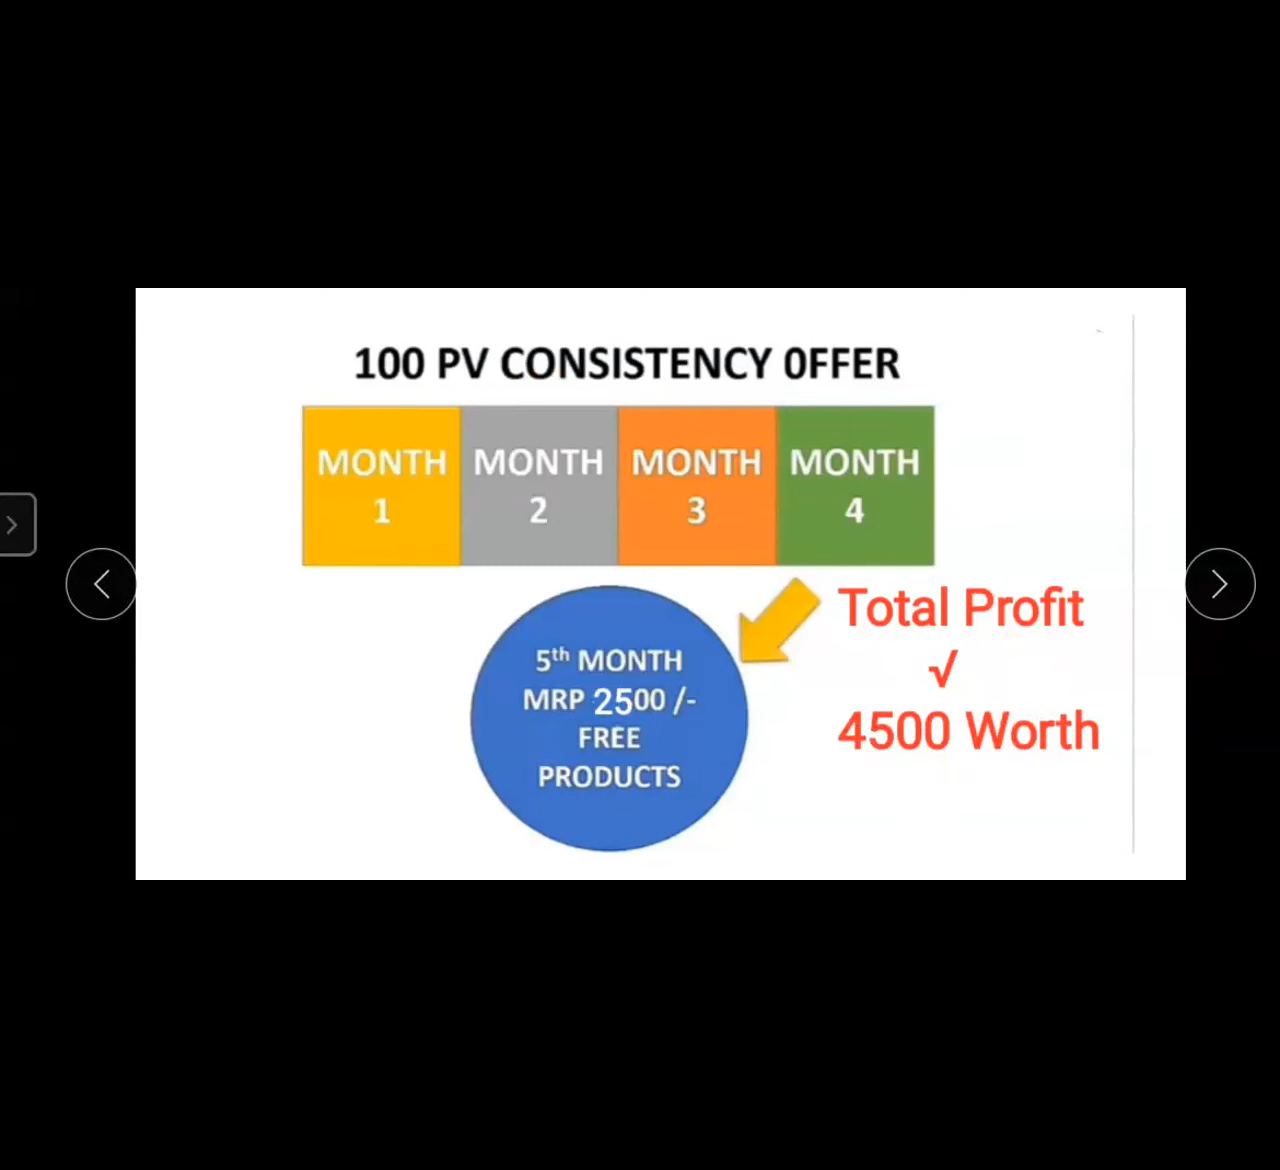 100 PV CONSISTENCY 0FFER
MONTH 1
MONTH 2
MONTH 3
MONTH 4
5th MONTH
MRP 2500 /-
FREE
PRODUCTS
Total Profit
√
4500 Worth